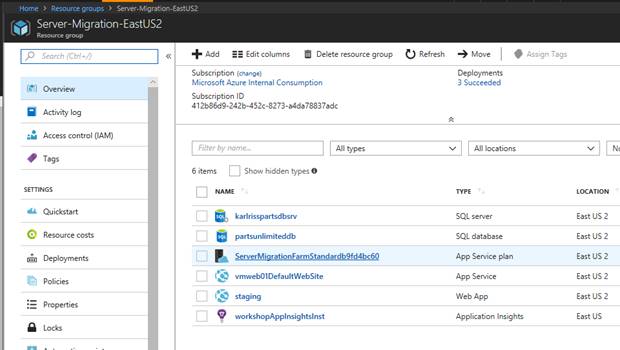 Home > Resource groups > Server-Migration-EastUS2
Server-Migration-EastUS2
Resource group
Search (Ctrl+/)
Overview
Activity log
Access control (IAM)
Tags
SETTINGS
Quickstart
Resource costs
Deployments
Policies
Properties
Locks
Add Edit columns Delete resource group Refresh Move Assign Tags
Subscription (change)
Microsoft Azure Internal Consumption
Deployments
3 Succeeded
Subscription ID
412b86d9-242b-452c-8273-a4da78837adc
Filter by name... All types All locations
6 items Show hidden types
NAME TYPE LOCATION
karlrisspartsdbsrv SQL server East US 2
partsunlimiteddb SQL database East US 2
ServerMigrationFarmStandardb9fd4bc60 App Service plan East US 2
vmweb01DefaultWebSite App Service East US 2
staging Web App East US 2
workshopAppInsightsInst Application Insights East US